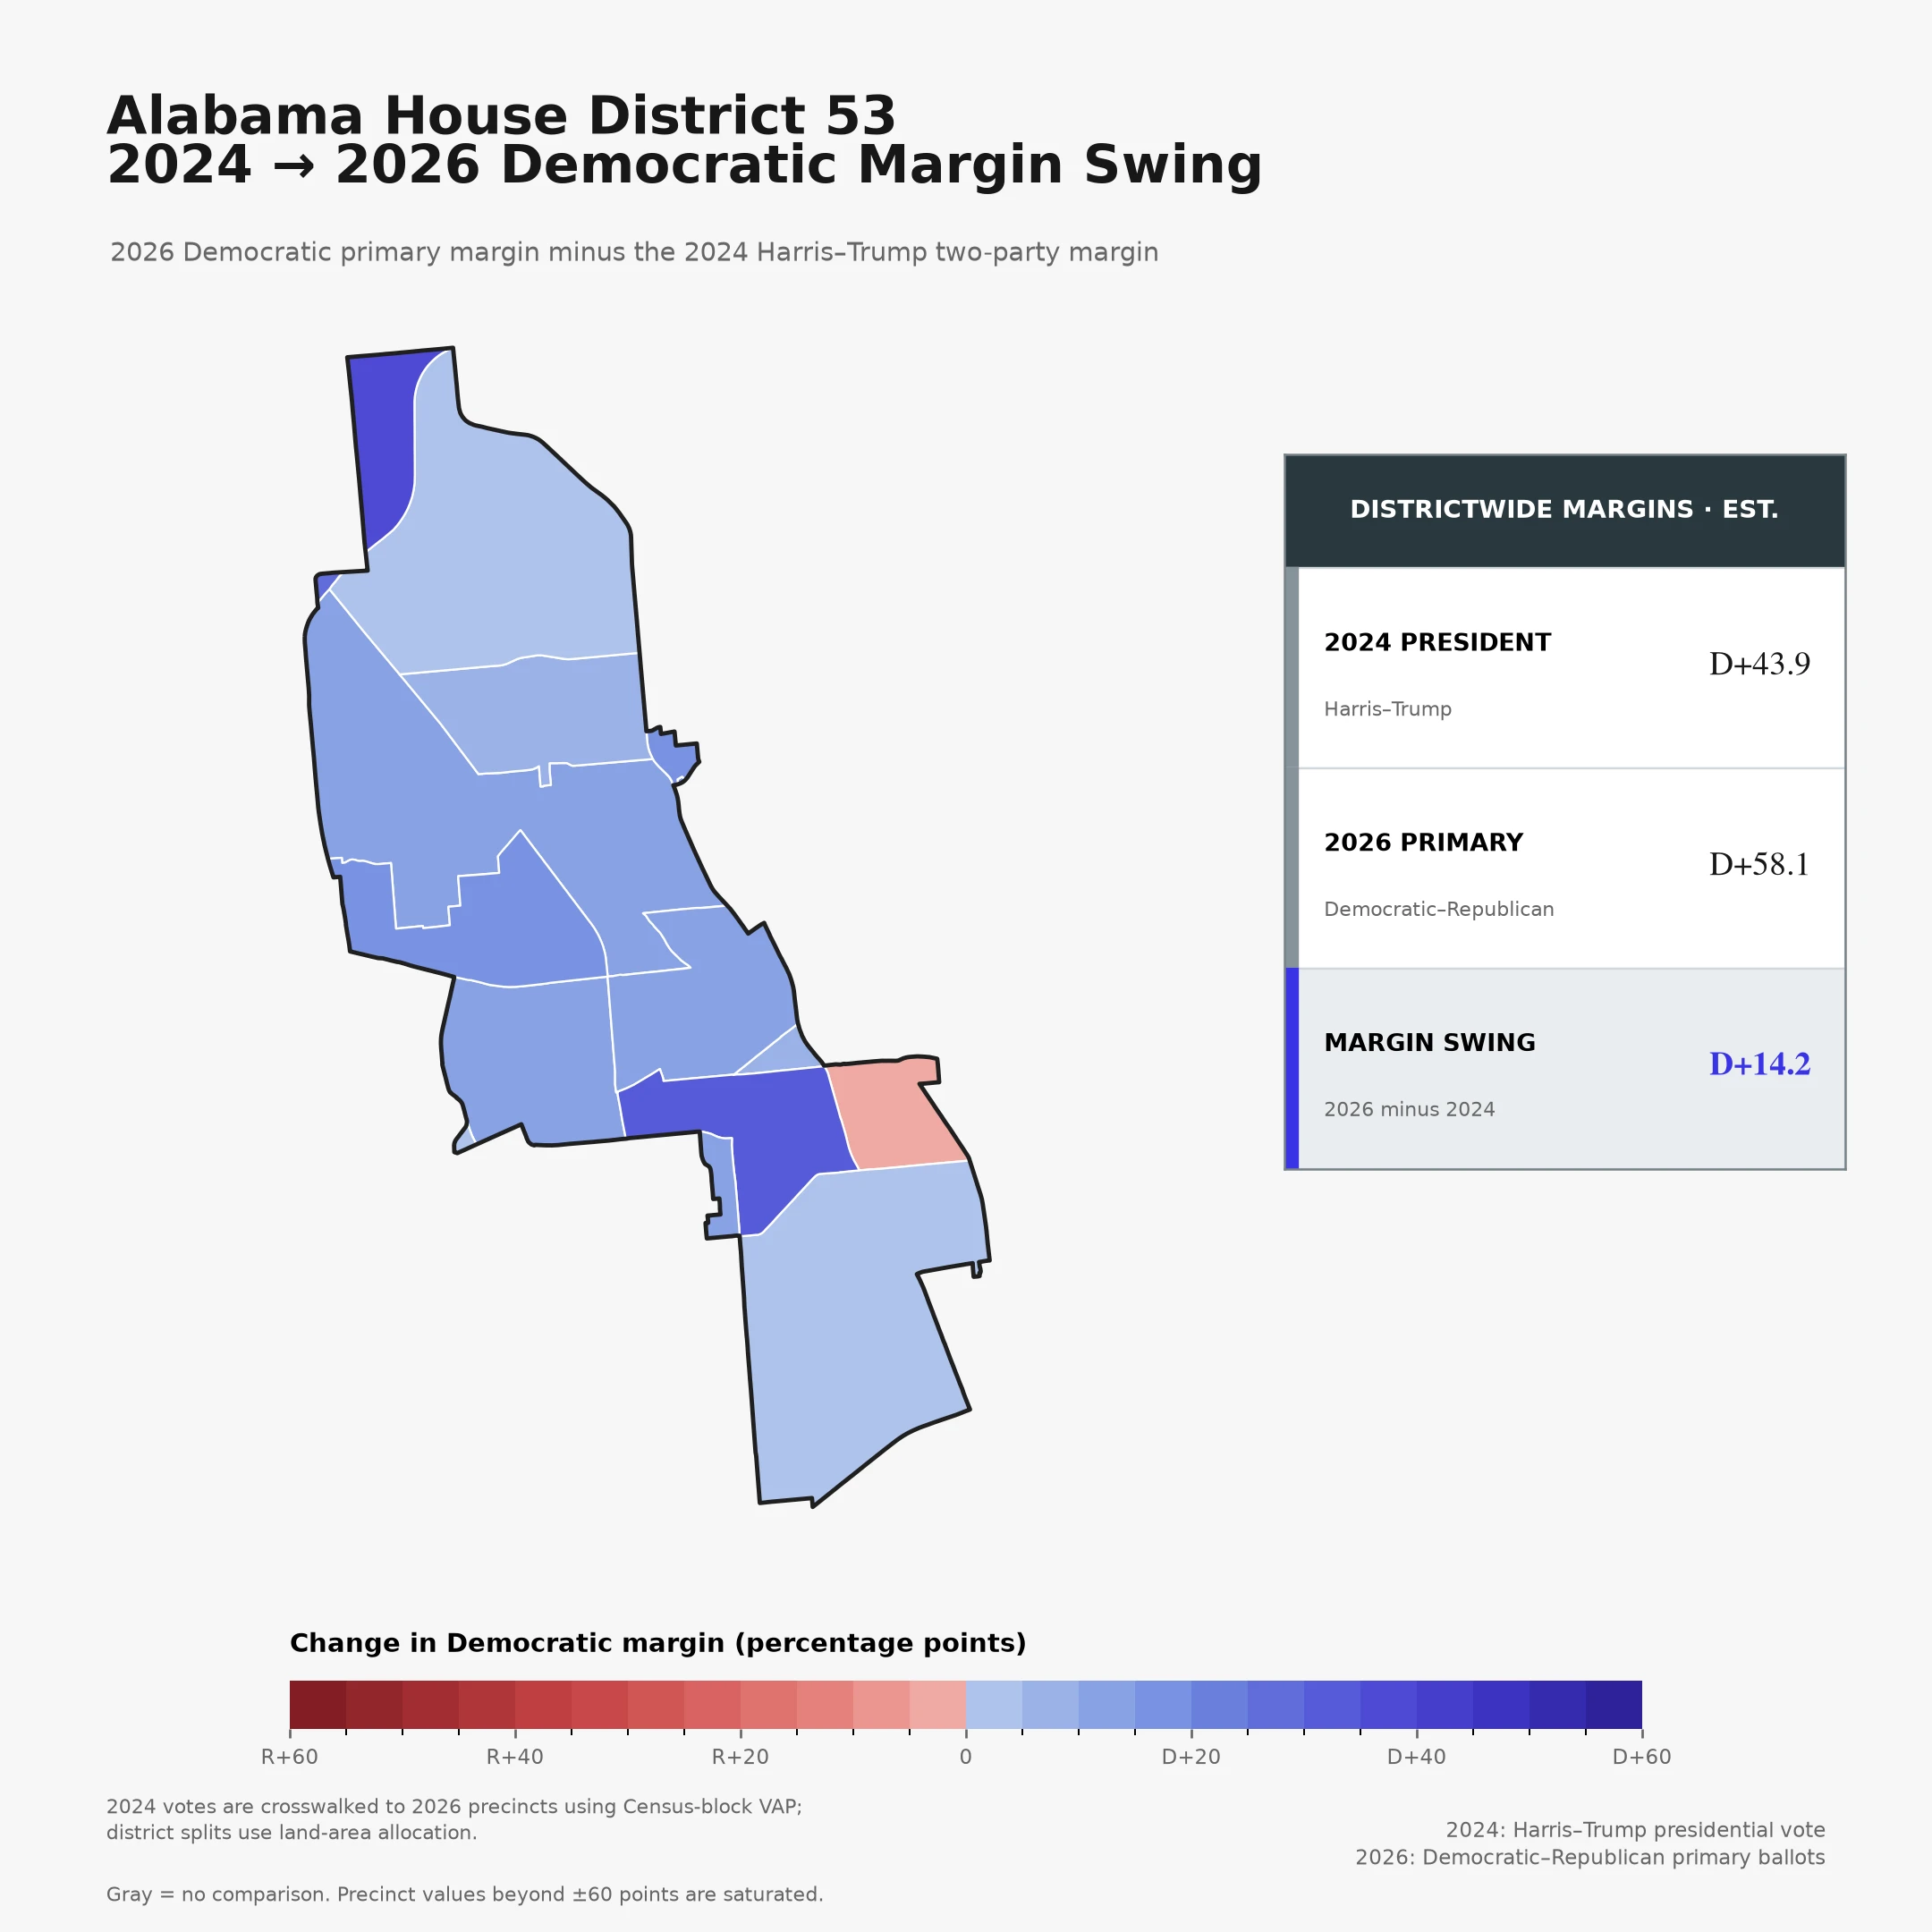 Alabama House District 53
2024 → 2026 Democratic Margin Swing
2026 Democratic primary margin minus the 2024 Harris–Trump two-party margin
DISTRICTWIDE MARGINS · EST.
2024 PRESIDENT
D+43.9
Harris–Trump
2026 PRIMARY
D+58.1
Democratic–Republican
MARGIN SWING
D+14.2
2026 minus 2024
Change in Democratic margin (percentage points)
R+60 R+40 R+20 0 D+20 D+40 D+60
2024 votes are crosswalked to 2026 precincts using Census-block VAP;
district splits use land-area allocation.
Gray = no comparison. Precinct values beyond ±60 points are saturated.
2024: Harris–Trump presidential vote
2026: Democratic–Republican primary ballots